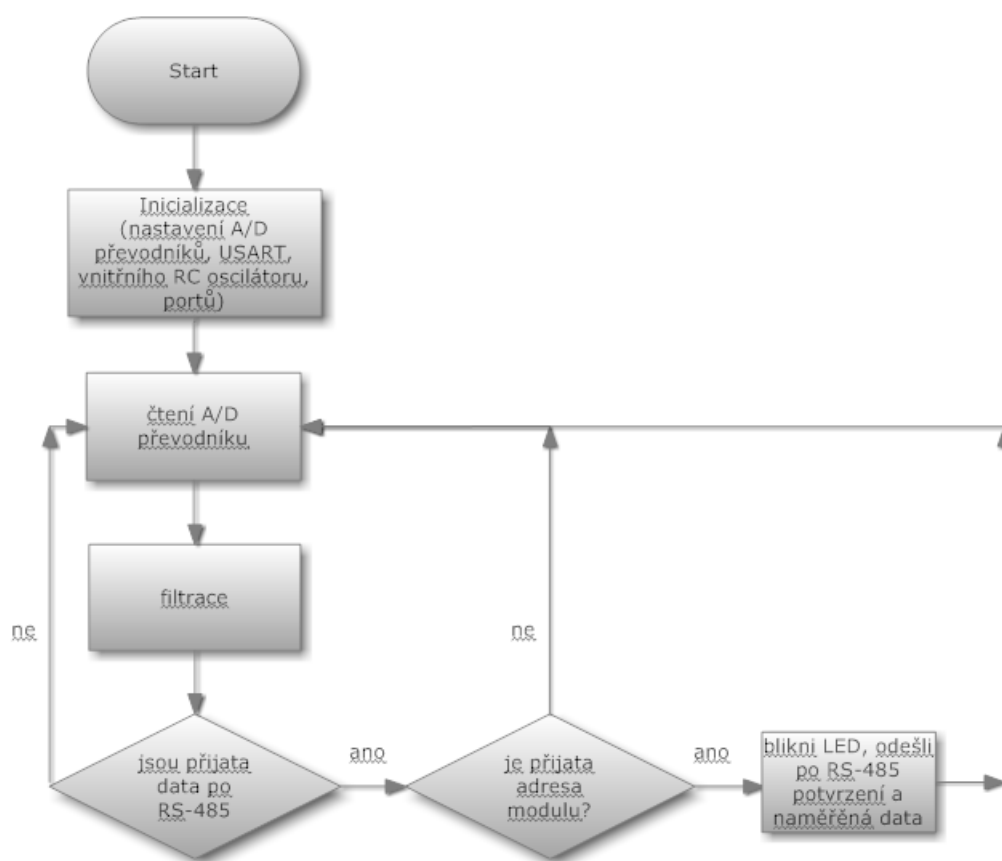 Start
Inicializace
(nastavení A/D
převodníků, USART,
vnitřního RC oscilátoru,
portů)
čtení A/D
převodníku
filtrace
ne
ne
jsou přijata
data po
RS-485
ano
je přijata
adresa
modulu?
ano
blikni LED, odešli
po RS-485
potvrzení a
naměřěná data